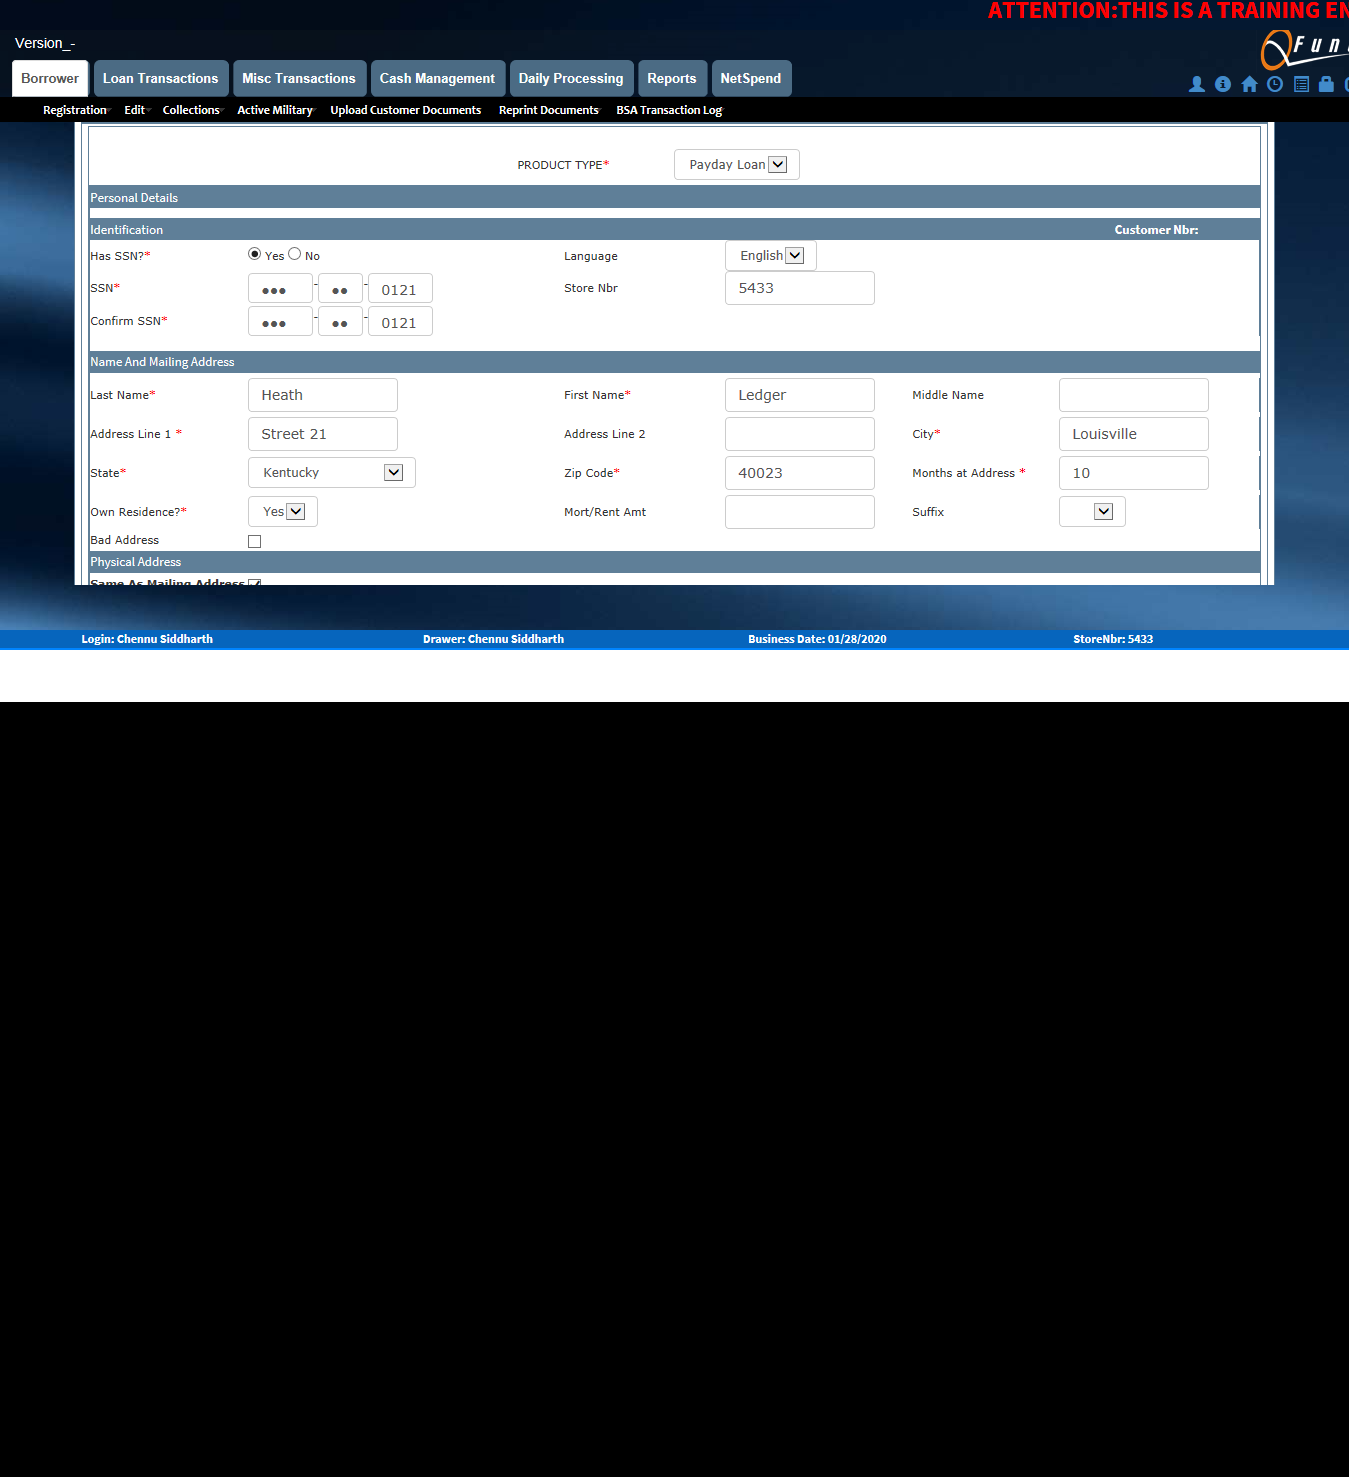 ATTENTION:THIS IS A TRAINING EN
Version_-
Fun
Borrower Loan Transactions Misc Transactions Cash Management Daily Processing Reports NetSpend
Registration Edit Collections Active Military Upload Customer Documents Reprint Documents BSA Transaction Log
PRODUCT TYPE* Payday Loan
Personal Details
Identification Customer Nbr:
Has SSN?* Yes No Language English
SSN* ●●● - ●● - 0121 Store Nbr 5433
Confirm SSN* ●●● - ●● - 0121
Name And Mailing Address
Last Name* Heath First Name* Ledger Middle Name
Address Line 1 * Street 21 Address Line 2 City* Louisville
State* Kentucky Zip Code* 40023 Months at Address * 10
Own Residence?* Yes Mort/Rent Amt Suffix
Bad Address
Physical Address
Same As Mailing Address
Login: Chennu Siddharth Drawer: Chennu Siddharth Business Date: 01/28/2020 StoreNbr: 5433